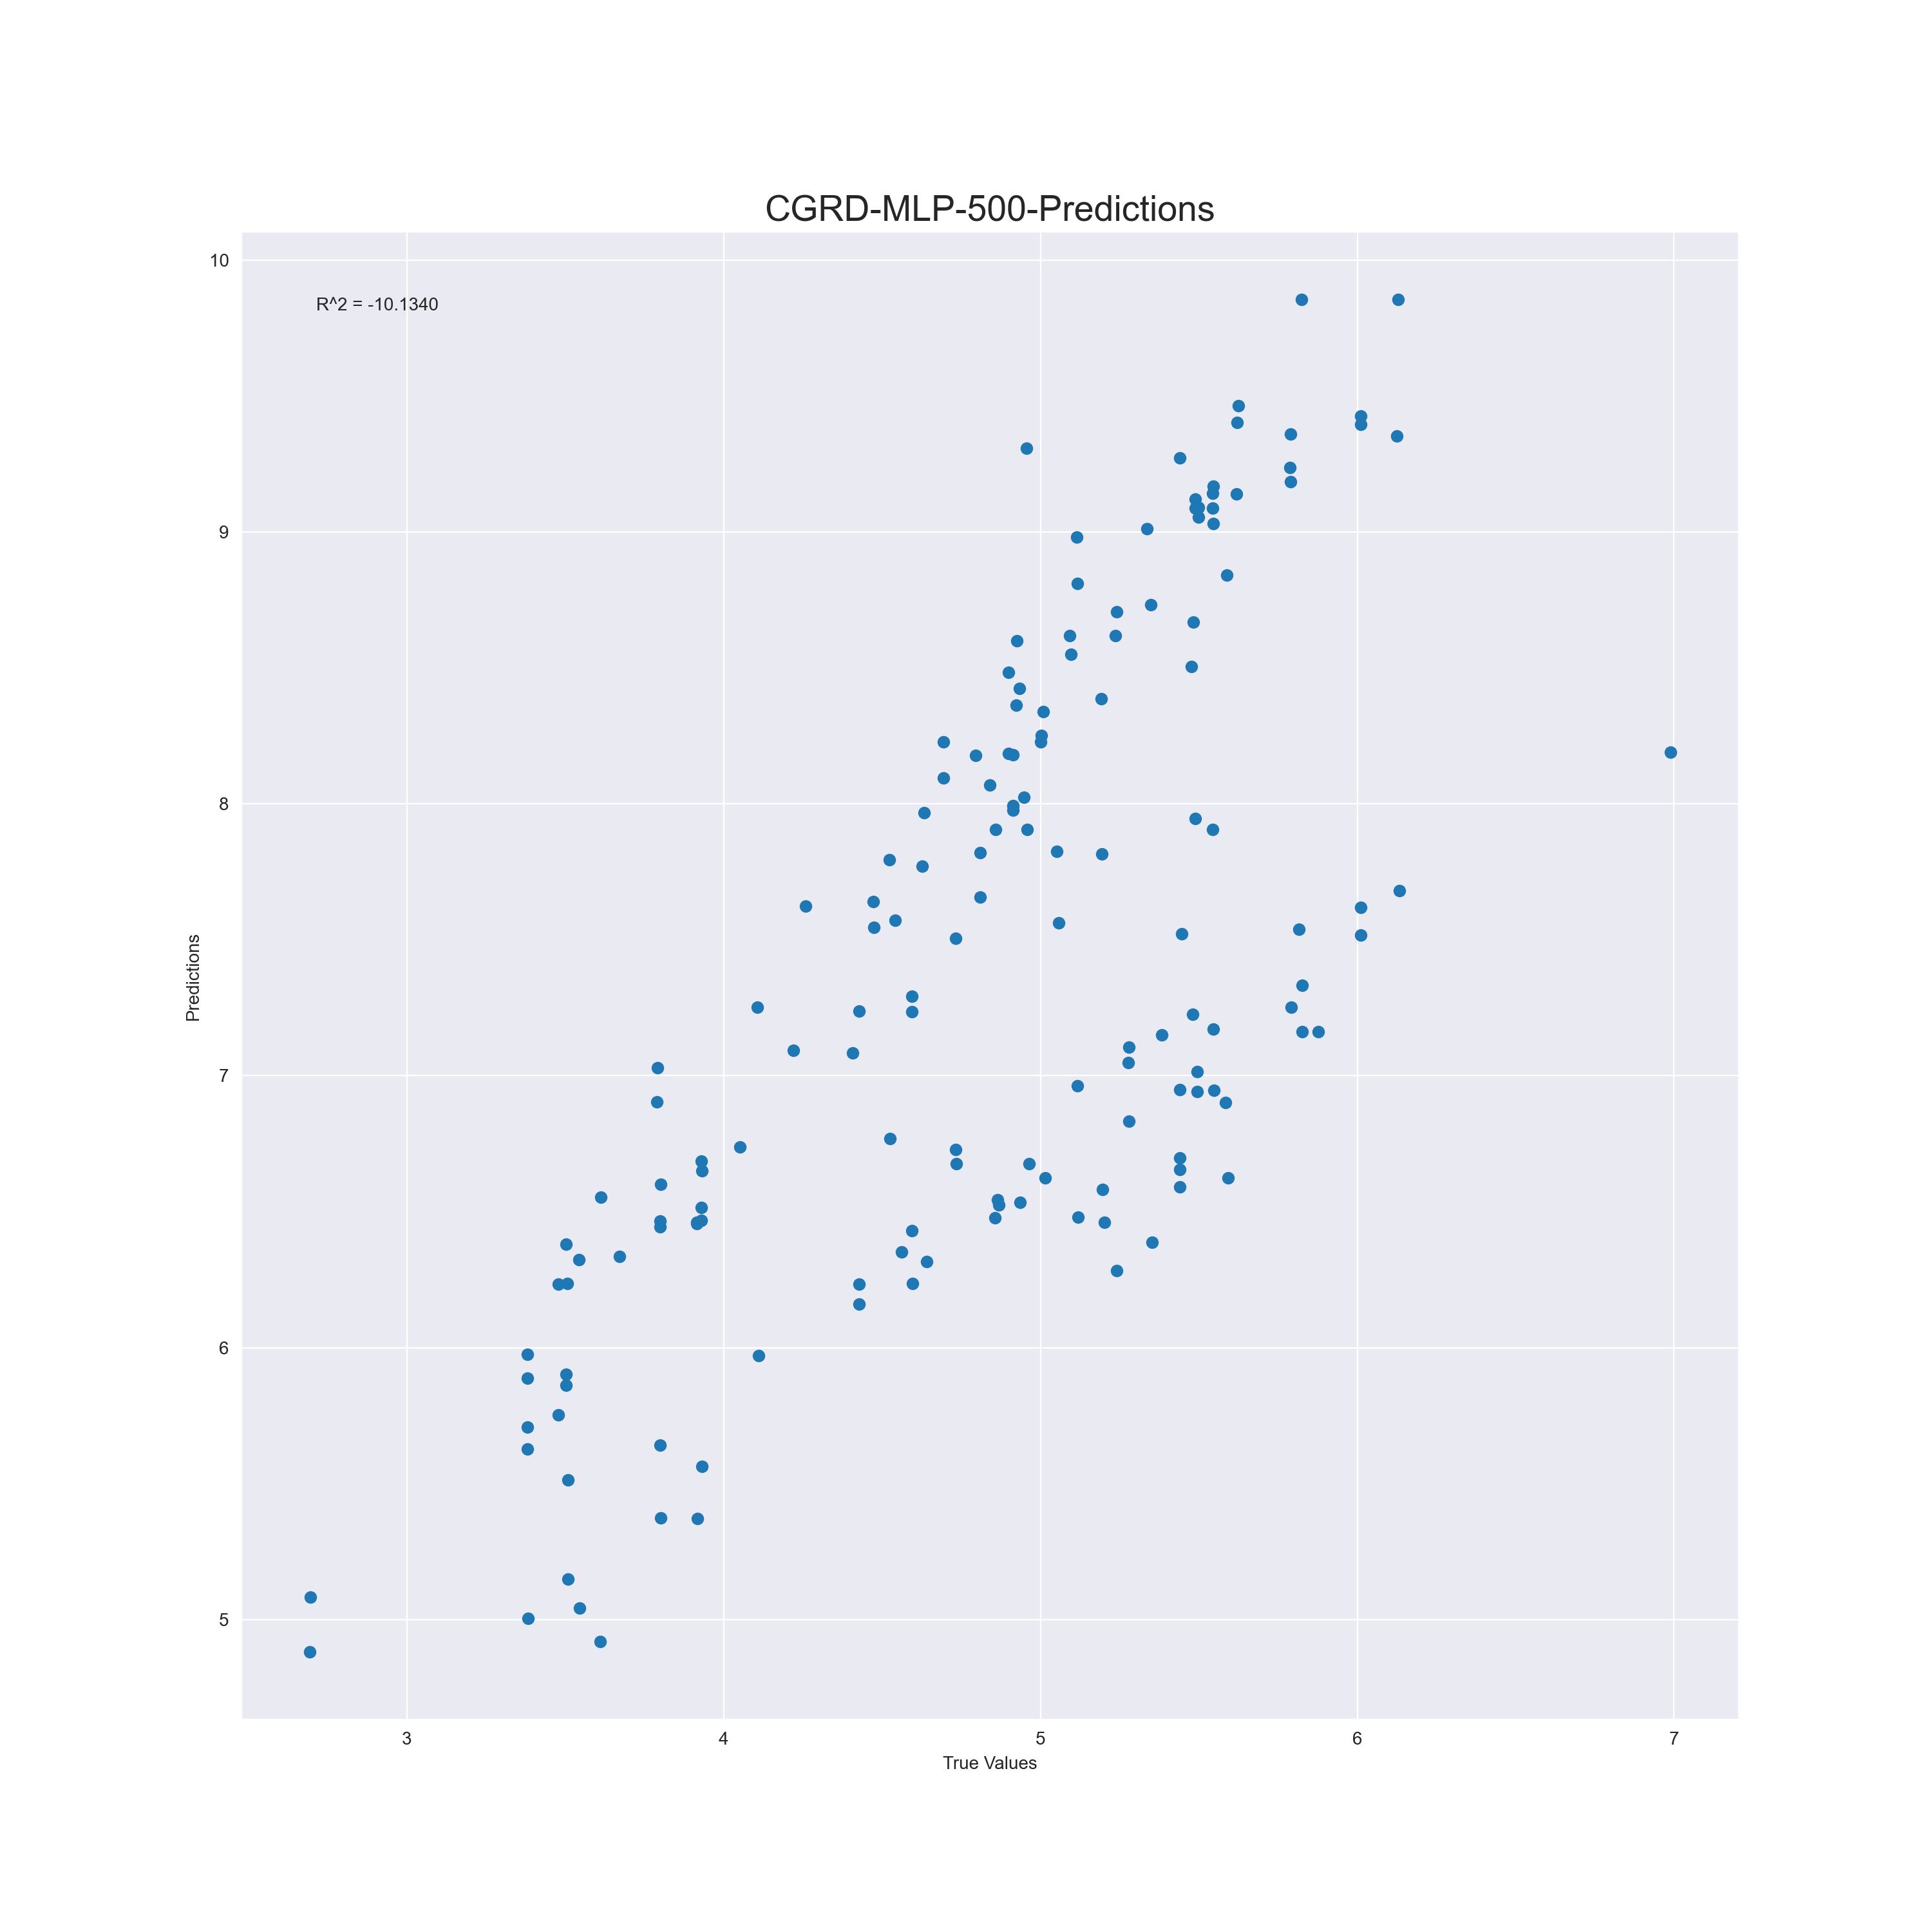 CGRD-MLP-500-Predictions
R^2 = -10.1340
10
9
8
7
6
5
Predictions
3 4 5 6 7
True Values